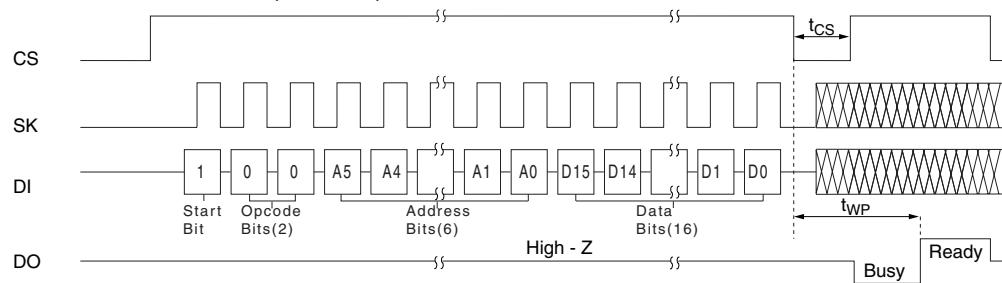 tCS
CS
SK
DI
1 0 0 A5 A4 A1 A0 D15 D14 D1 D0
Start Bit
Opcode Bits(2)
Address Bits(6)
Data Bits(16)
tWP
High - Z
Ready
DO
Busy